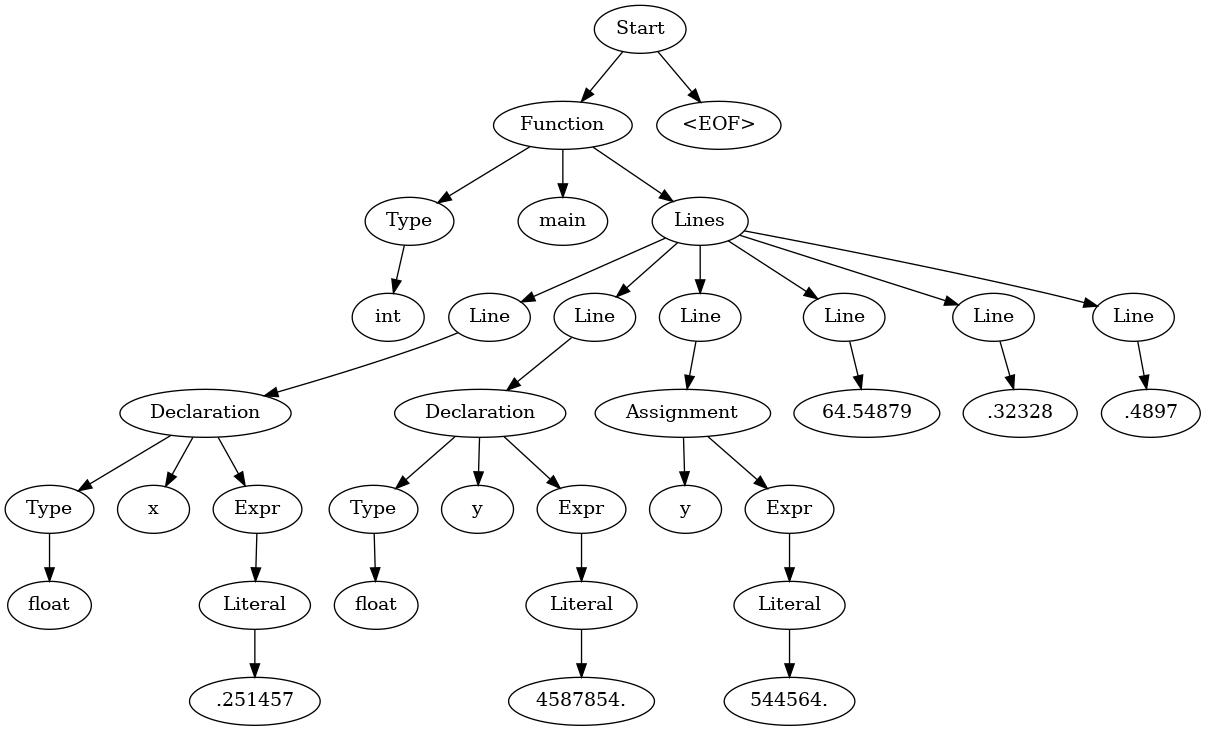 Start
Function <EOF>
Type main Lines
int Line Line Line Line Line Line
Declaration Declaration Assignment 64.54879 .32328 .4897
Type x Expr Type y Expr y Expr
float Literal float Literal Literal
.251457 4587854. 544564.